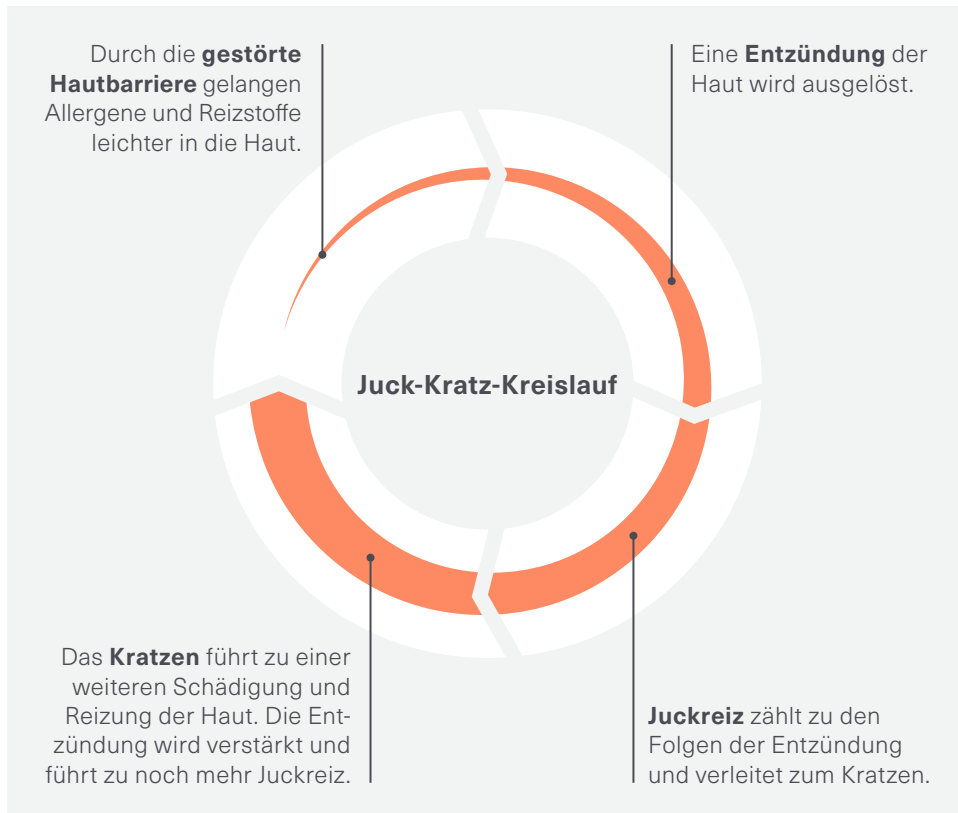 Durch die gestörte
Hautbarriere gelangen
Allergene und Reizstoffe
leichter in die Haut.
Eine Entzündung der
Haut wird ausgelöst.
Juck-Kratz-Kreislauf
Das Kratzen führt zu einer
weiteren Schädigung und
Reizung der Haut. Die Ent-
zündung wird verstärkt und
führt zu noch mehr Juckreiz.
Juckreiz zählt zu den
Folgen der Entzündung
und verleitet zum Kratzen.